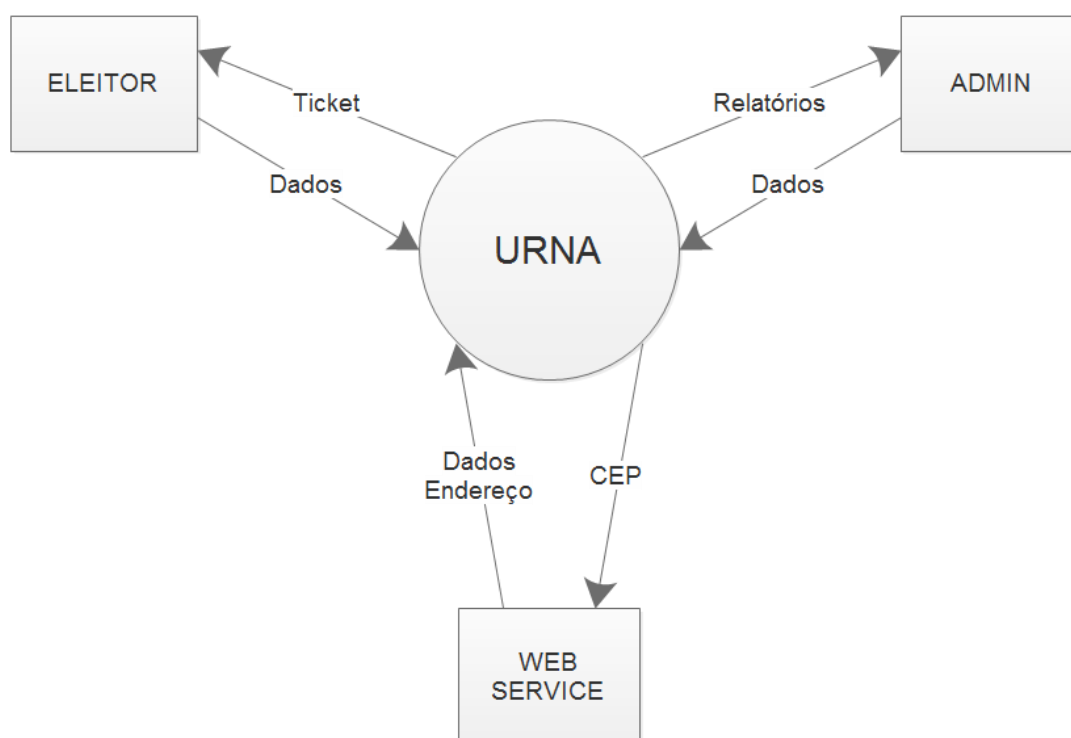 ELEITOR
Ticket
Relatórios
ADMIN
Dados
Dados
URNA
Dados
Endereço
CEP
WEB
SERVICE